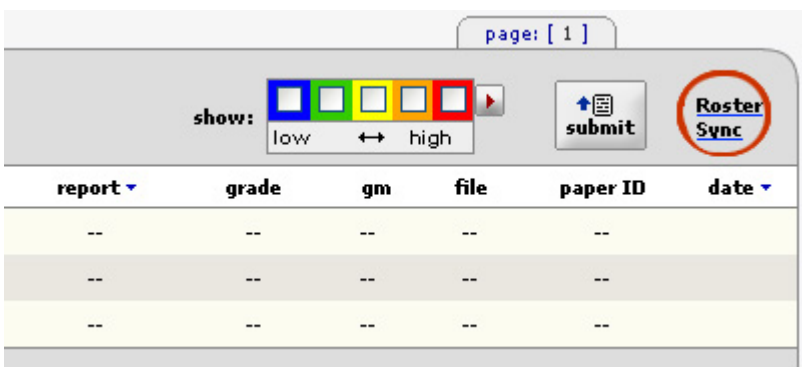 page: [ 1 ]
show:
low ↔ high
submit
Roster
Sync
report grade gm file paper ID date
-- -- -- -- --
-- -- -- -- --
-- -- -- -- --